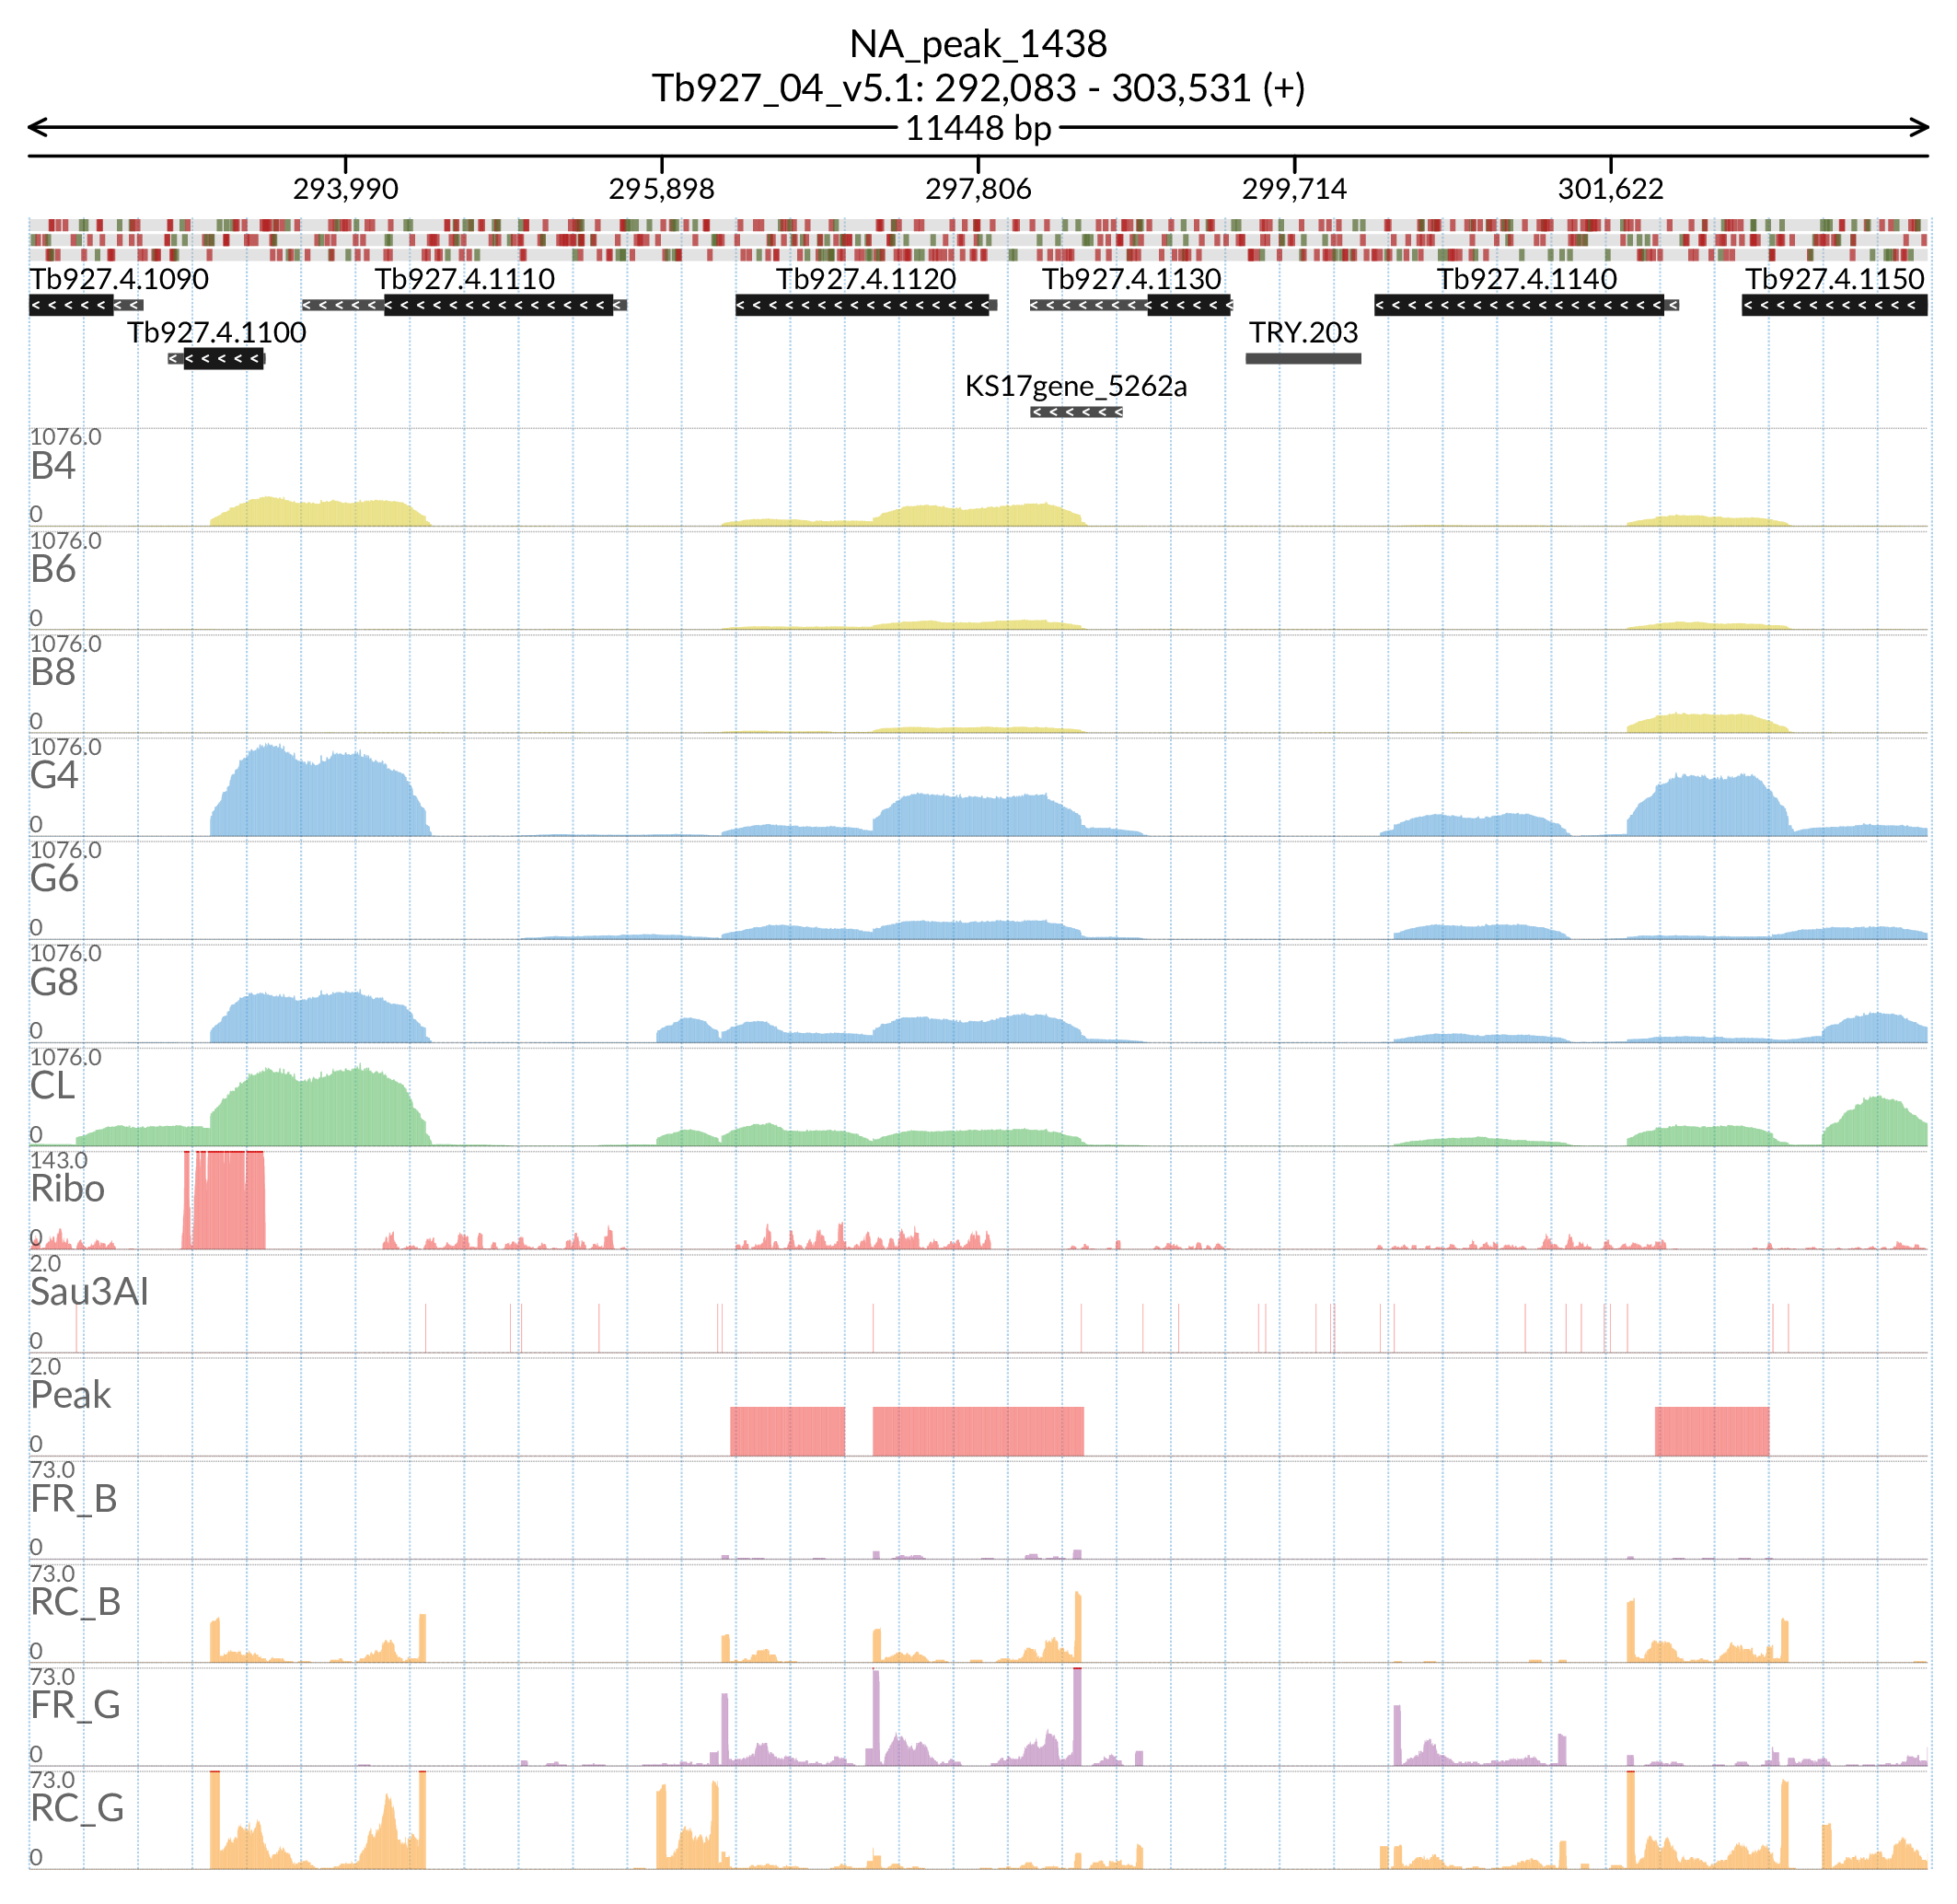 NA_peak_1438
Tb927_04_v5.1: 292,083 - 303,531 (+)
11448 bp
293,990 295,898 297,806 299,714 301,622
Tb927.4.1090 Tb927.4.1110 Tb927.4.1120 Tb927.4.1130 Tb927.4.1140 Tb927.4.1150
Tb927.4.1100 TRY.203
KS17gene_5262a
1076.0
B4
0
1076.0
B6
0
1076.0
B8
0
1076.0
G4
0
1076.0
G6
0
1076.0
G8
0
1076.0
CL
0
143.0
Ribo
0
2.0
Sau3AI
0
2.0
Peak
0
73.0
FR_B
0
73.0
RC_B
0
73.0
FR_G
0
73.0
RC_G
0